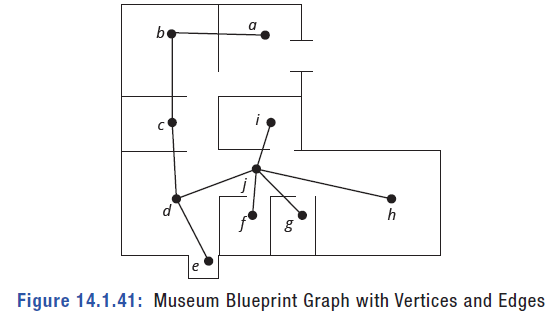 b a
c i
j
d f g h
e
Figure 14.1.41: Museum Blueprint Graph with Vertices and Edges